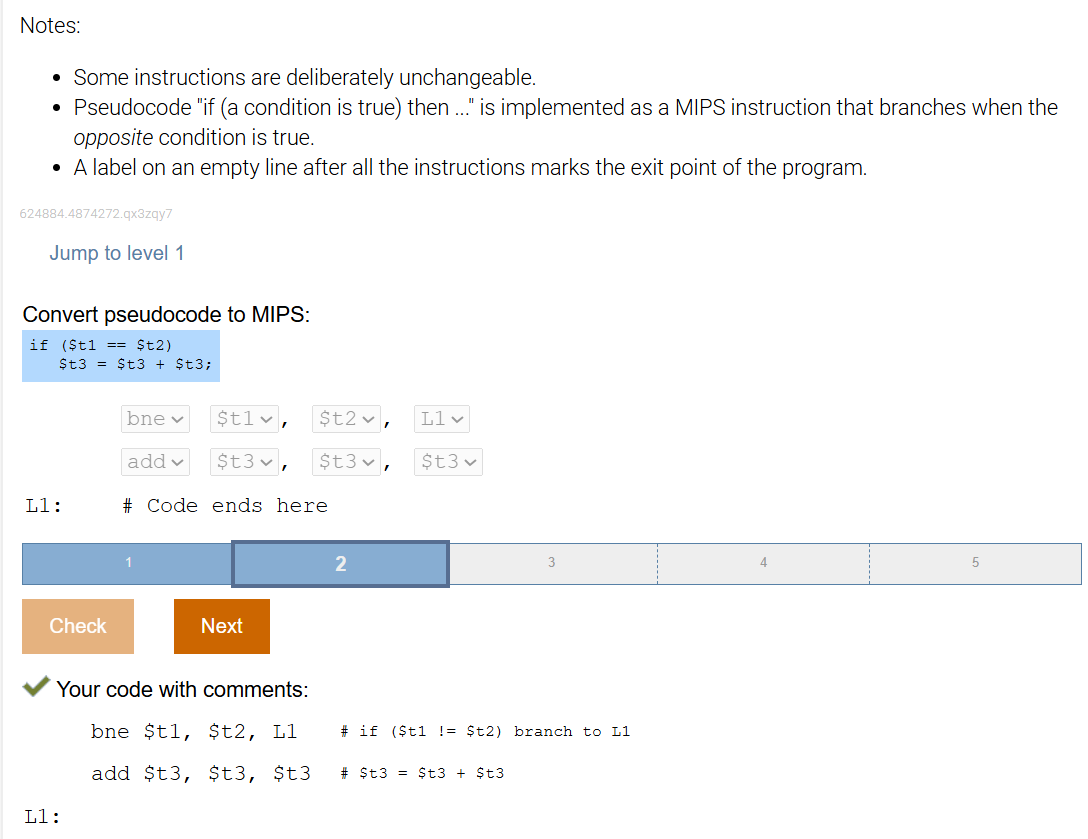 Notes:
Some instructions are deliberately unchangeable.
Pseudocode "if (a condition is true) then ..." is implemented as a MIPS instruction that branches when the
opposite condition is true.
A label on an empty line after all the instructions marks the exit point of the program.
624884.4874272.qx3zqy7
Jump to level 1
Convert pseudocode to MIPS:
if ($t1 == $t2)
$t3 = $t3 + $t3;
bne $t1, $t2, L1
add $t3, $t3, $t3
L1: # Code ends here
1 2 3 4 5
Check Next
Your code with comments:
bne $t1, $t2, L1 # if ($t1 != $t2) branch to L1
add $t3, $t3, $t3 # $t3 = $t3 + $t3
L1: